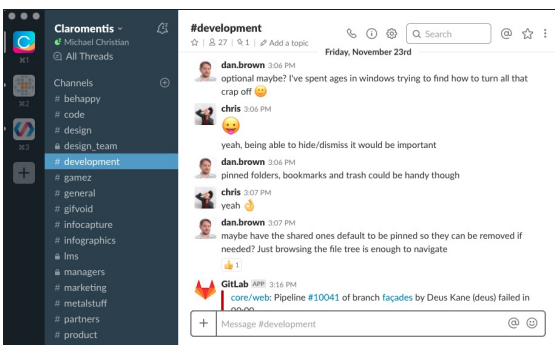 Claromentis
Michael Christian
All Threads
⌘1
⌘2
⌘3
Channels
# behappy
# code
# design
design_team
# development
# gamez
# general
# gifvoid
# infocapture
# infographics
lms
managers
# marketing
# metalstuff
# partners
# product
#development
27 | 1 | Add a topic
Search
Friday, November 23rd
dan.brown 3:06 PM
optional maybe? I've spent ages in windows trying to find how to turn all that
crap off
chris 3:06 PM
yeah, being able to hide/dismiss it would be important
dan.brown 3:06 PM
pinned folders, bookmarks and trash could be handy though
chris 3:07 PM
yeah
dan.brown 3:07 PM
maybe have the shared ones default to be pinned so they can be removed if
needed? Just browsing the file tree is enough to navigate
1
GitLab APP 3:16 PM
core/web: Pipeline #10041 of branch façades by Deus Kane (deus) failed in
Message #development